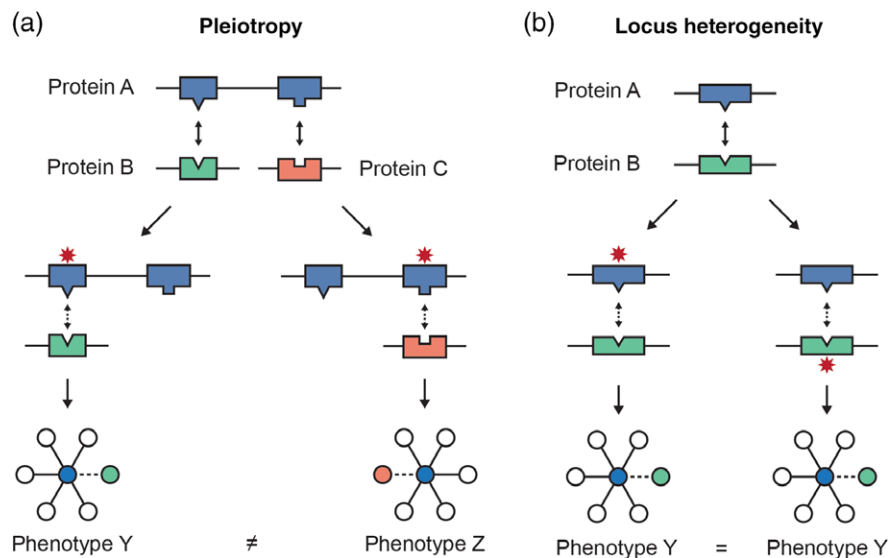 (a) Pleiotropy
Protein A
Protein B
Protein C
Phenotype Y ≠ Phenotype Z
(b) Locus heterogeneity
Protein A
Protein B
Phenotype Y = Phenotype Y